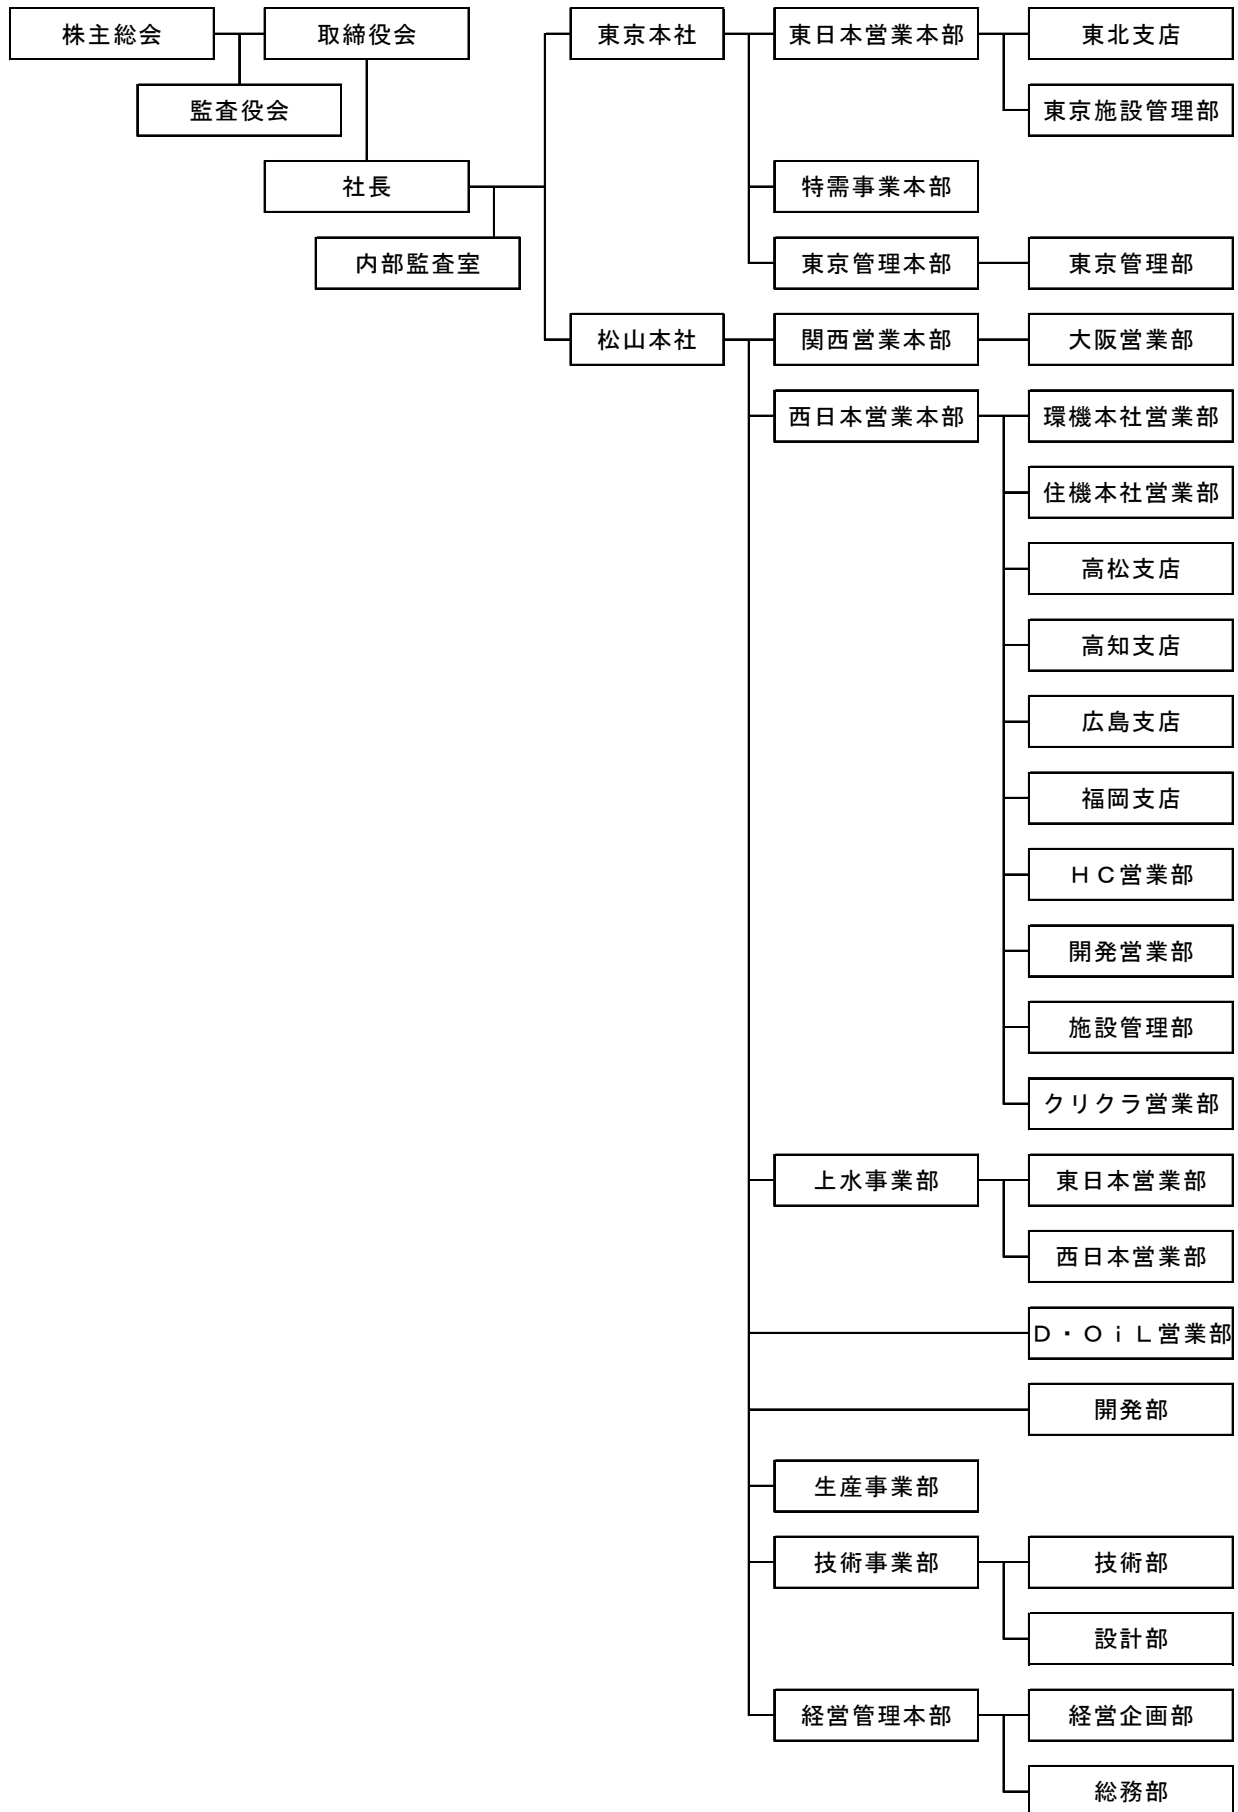 株主総会
取締役会
東京本社
東日本営業本部
東北支店
監査役会
東京施設管理部
社長
特需事業本部
内部監査室
東京管理本部
東京管理部
松山本社
関西営業本部
大阪営業部
西日本営業本部
環機本社営業部
住機本社営業部
高松支店
高知支店
広島支店
福岡支店
ＨＣ営業部
開発営業部
施設管理部
クリクラ営業部
上水事業部
東日本営業部
西日本営業部
Ｄ・ＯｉＬ営業部
開発部
生産事業部
技術事業部
技術部
設計部
経営管理本部
経営企画部
総務部